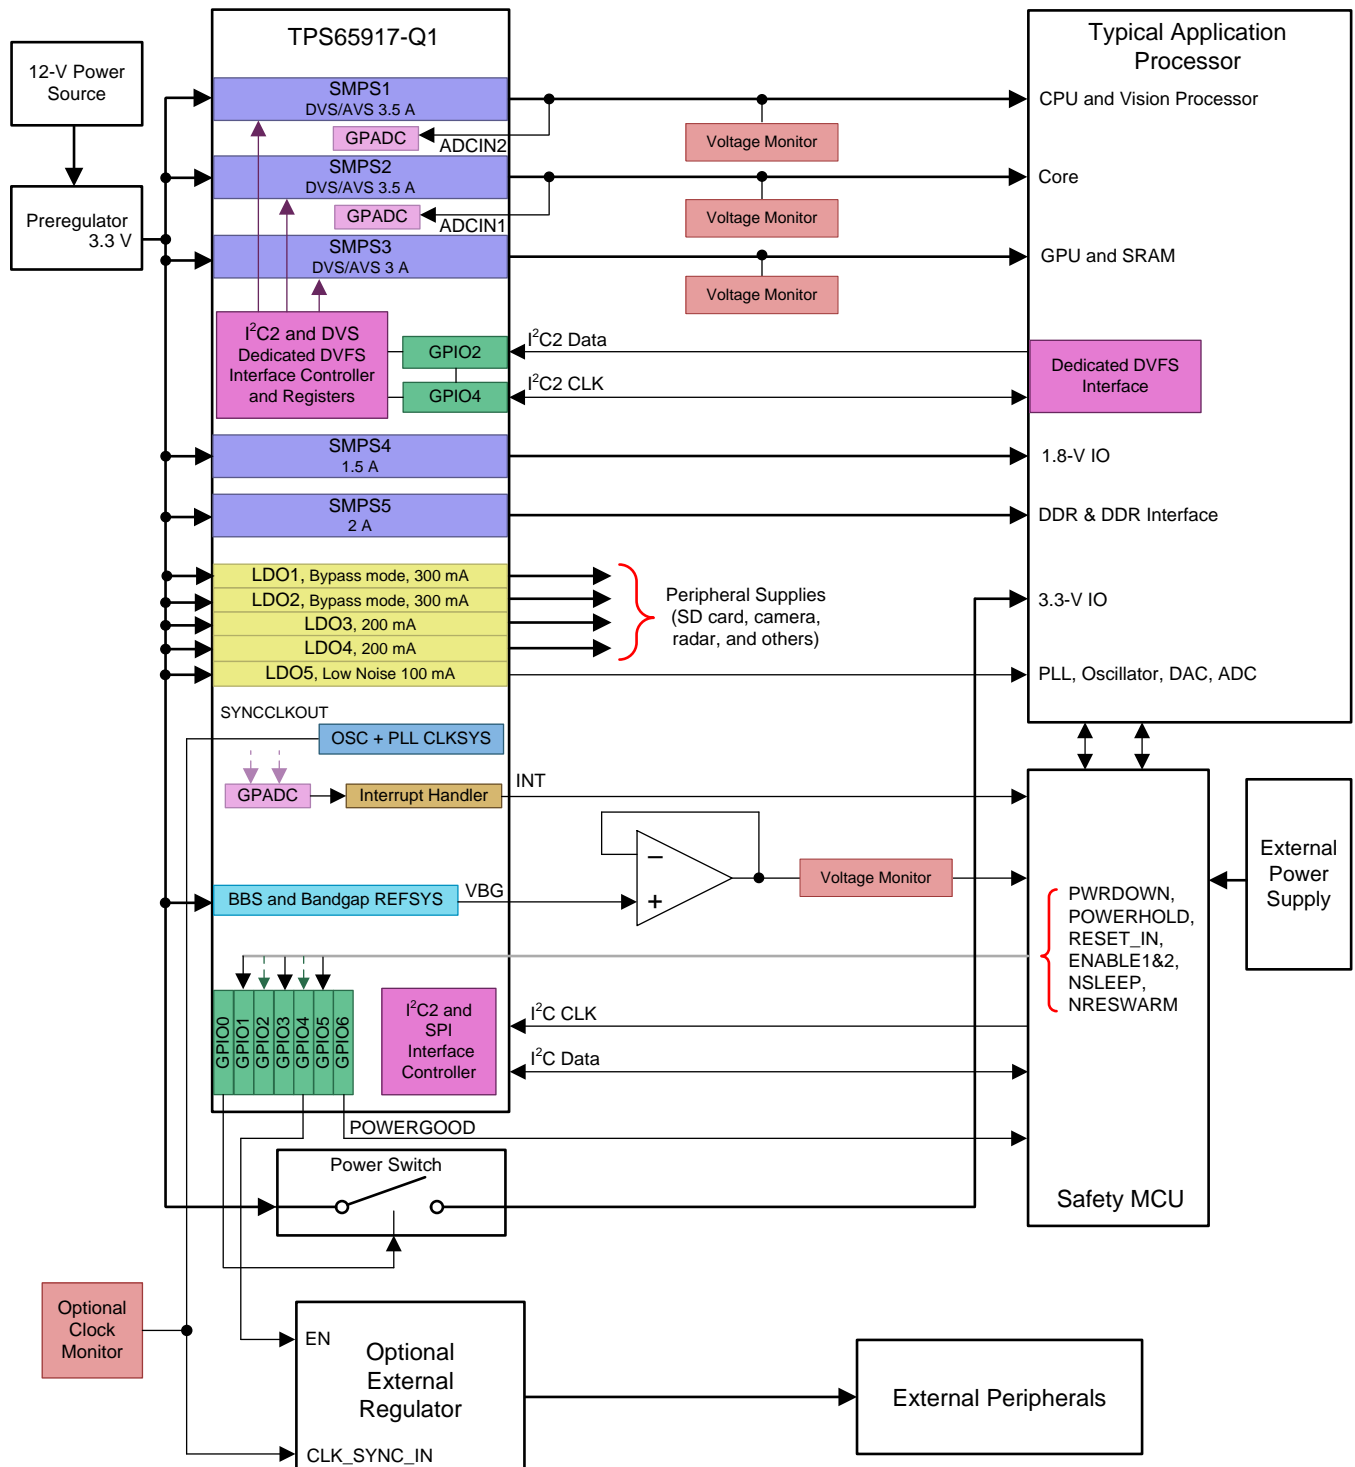 TPS65917-Q1
Typical Application
Processor
12-V Power
Source
SMPS1
DVS/AVS 3.5 A
CPU and Vision Processor
GPADC
ADCIN2
Voltage Monitor
SMPS2
DVS/AVS 3.5 A
Core
GPADC
ADCIN1
Voltage Monitor
Preregulator
3.3 V
SMPS3
DVS/AVS 3 A
GPU and SRAM
Voltage Monitor
I²C2 and DVS
Dedicated DVFS
Interface Controller
and Registers
GPIO2
GPIO4
I²C2 Data
I²C2 CLK
Dedicated DVFS
Interface
SMPS4
1.5 A
1.8-V IO
SMPS5
2 A
DDR & DDR Interface
LDO1, Bypass mode, 300 mA
LDO2, Bypass mode, 300 mA
LDO3, 200 mA
LDO4, 200 mA
LDO5, Low Noise 100 mA
Peripheral Supplies
(SD card, camera,
radar, and others)
3.3-V IO
PLL, Oscillator, DAC, ADC
SYNCCLKOUT
OSC + PLL CLKSYS
GPADC
Interrupt Handler
INT
BBS and Bandgap REFSYS
VBG
Voltage Monitor
External
Power
Supply
PWRDOWN,
POWERHOLD,
RESET_IN,
ENABLE1&2,
NSLEEP,
NRESWARM
GPIO0
GPIO1
GPIO2
GPIO3
GPIO4
GPIO5
GPIO6
I²C2 and
SPI
Interface
Controller
I²C CLK
I²C Data
POWERGOOD
Power Switch
Safety MCU
Optional
Clock
Monitor
EN
Optional
External
Regulator
CLK_SYNC_IN
External Peripherals